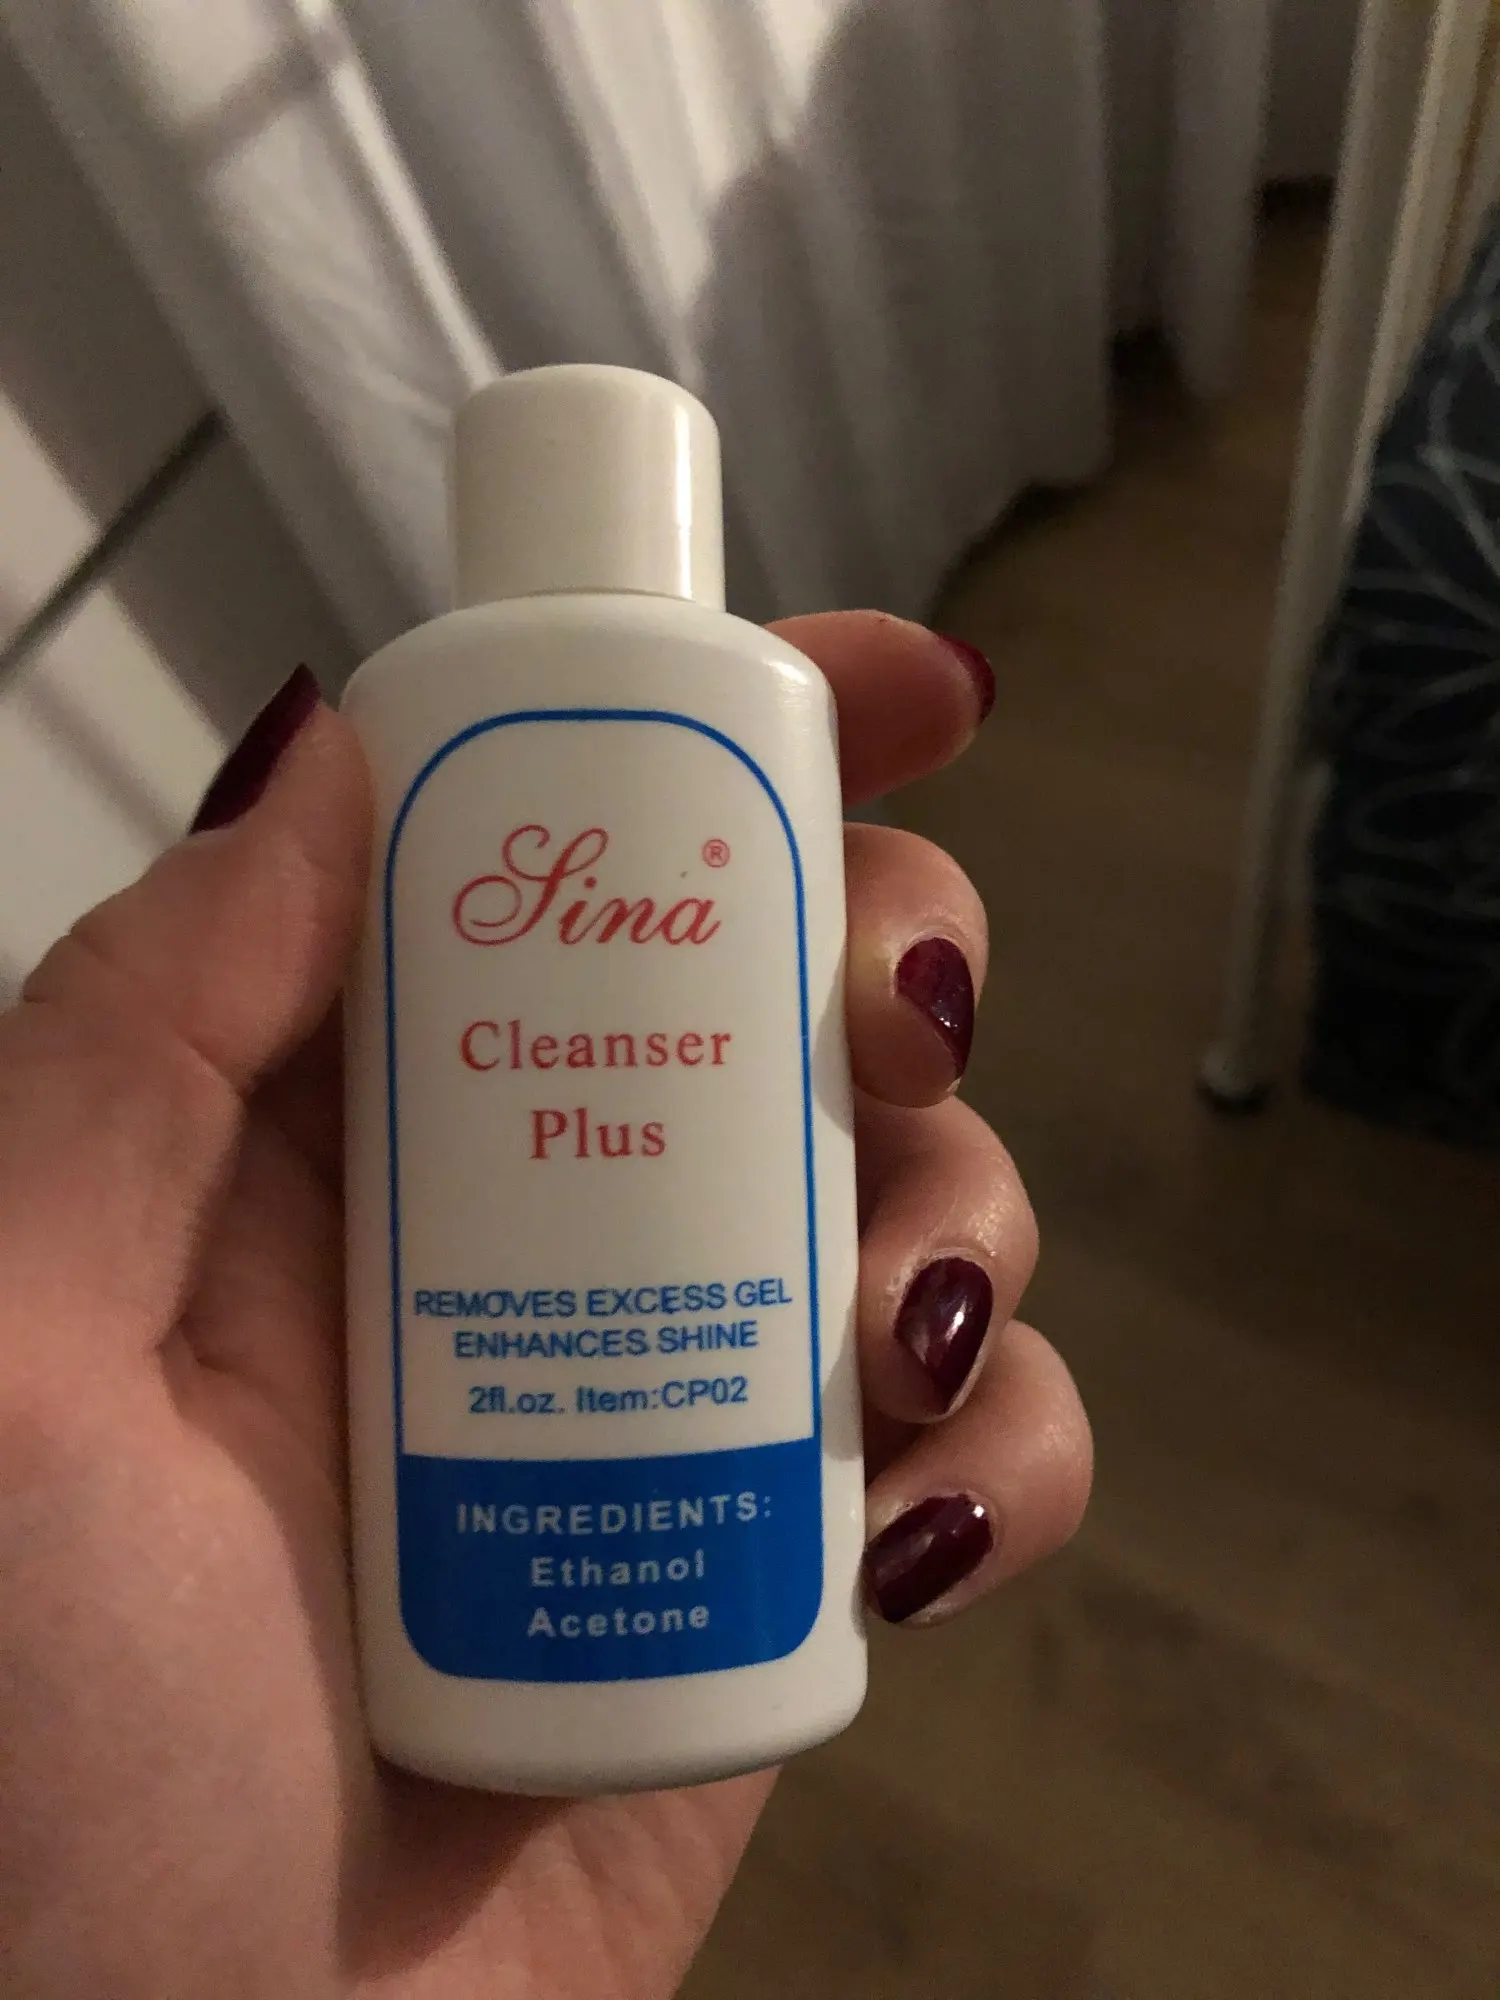 Sina®
Cleanser
Plus
REMOVES EXCESS GEL
ENHANCES SHINE
2fl.oz. Item:CP02
INGREDIENTS:
Ethanol
Acetone